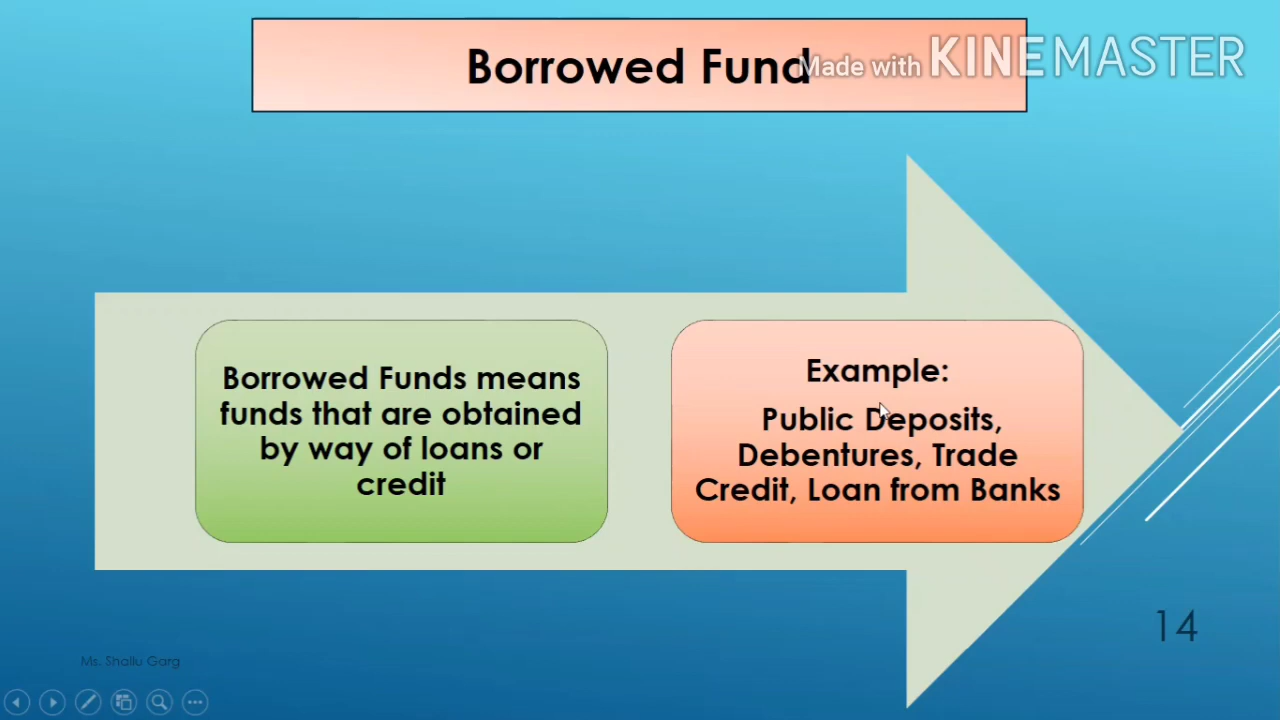 Borrowed Fund
Made with KINEMASTER
Borrowed Funds means
funds that are obtained
by way of loans or
credit
Example:
Public Deposits,
Debentures, Trade
Credit, Loan from Banks
14
Ms. Shallu Garg